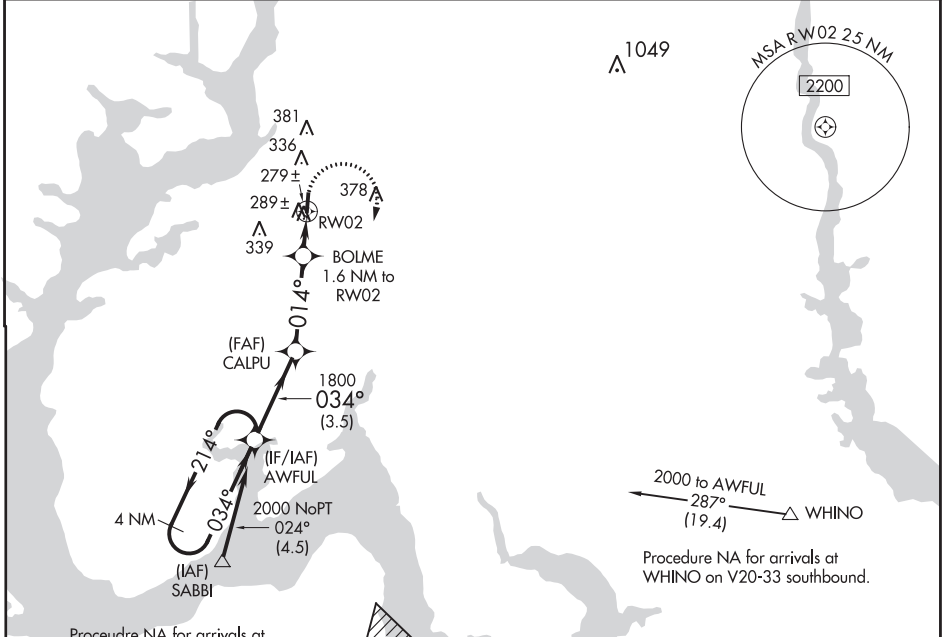 1049
MSA RW02 25 NM
2200
381
336
279±
289±
378
339
RW02
BOLME
1.6 NM to
RW02
014°
(FAF)
CALPU
1800
034°
(3.5)
214°
034°
4 NM
(IF/IAF)
AWFUL
2000 NoPT
024°
(4.5)
(IAF)
SABBI
2000 to AWFUL
287°
(19.4)
WHINO
Procedure NA for arrivals at
WHINO on V20-33 southbound.
Proceudre NA for arrivals at